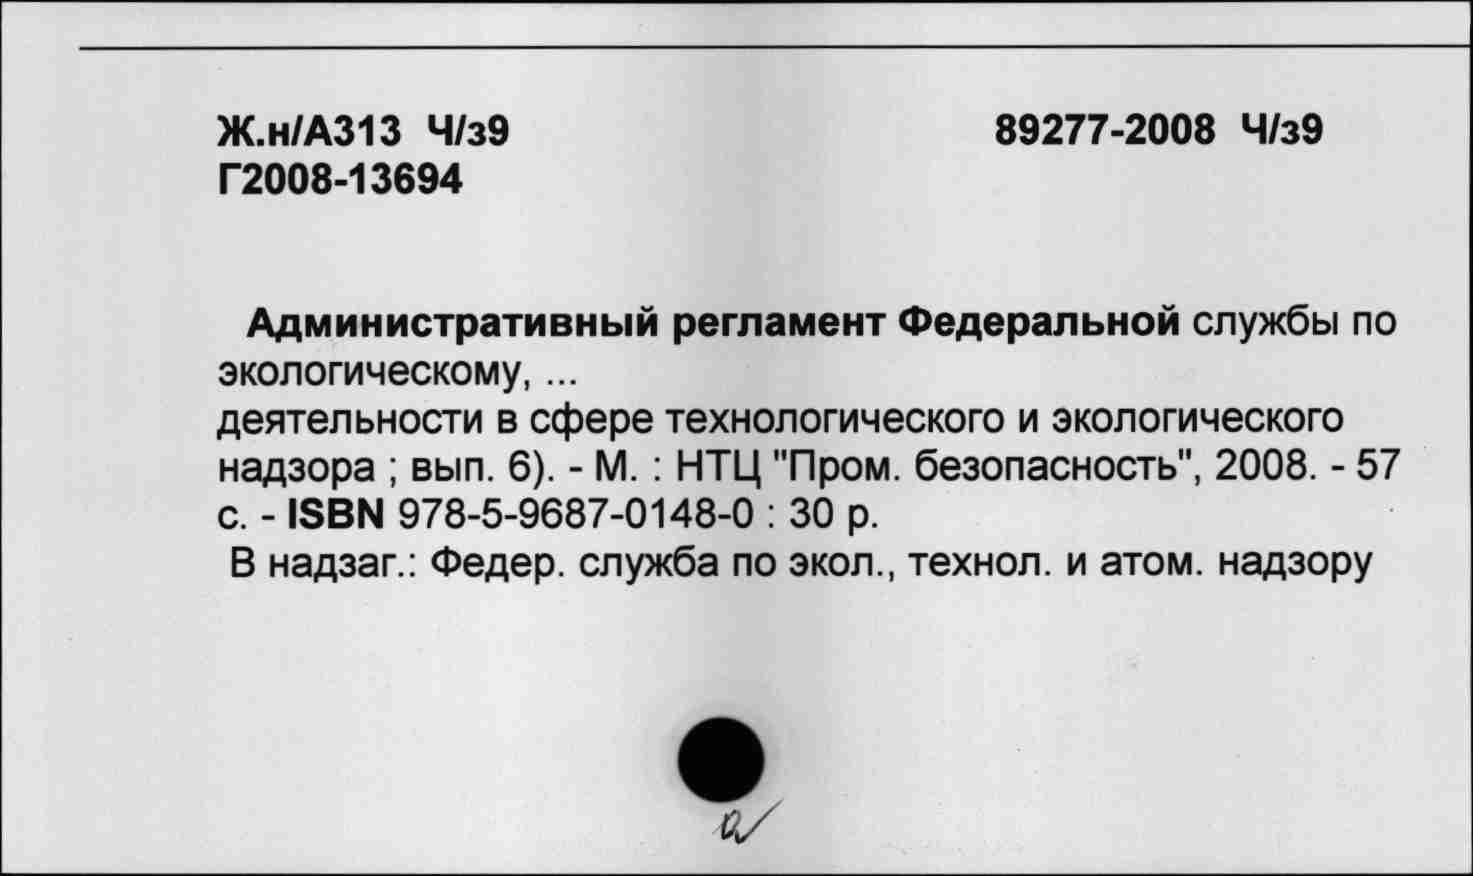 Ж.н/А313 Ч/з9 89277-2008 Ч/з9
Г2008-13694
Административный регламент Федеральной службы по
экологическому, ...
деятельности в сфере технологического и экологического
надзора ; вып. 6). - М. : НТЦ "Пром. безопасность", 2008. - 57
с. - ISBN 978-5-9687-0148-0 : 30 р.
В надзаг.: Федер. служба по экол., технол. и атом. надзору